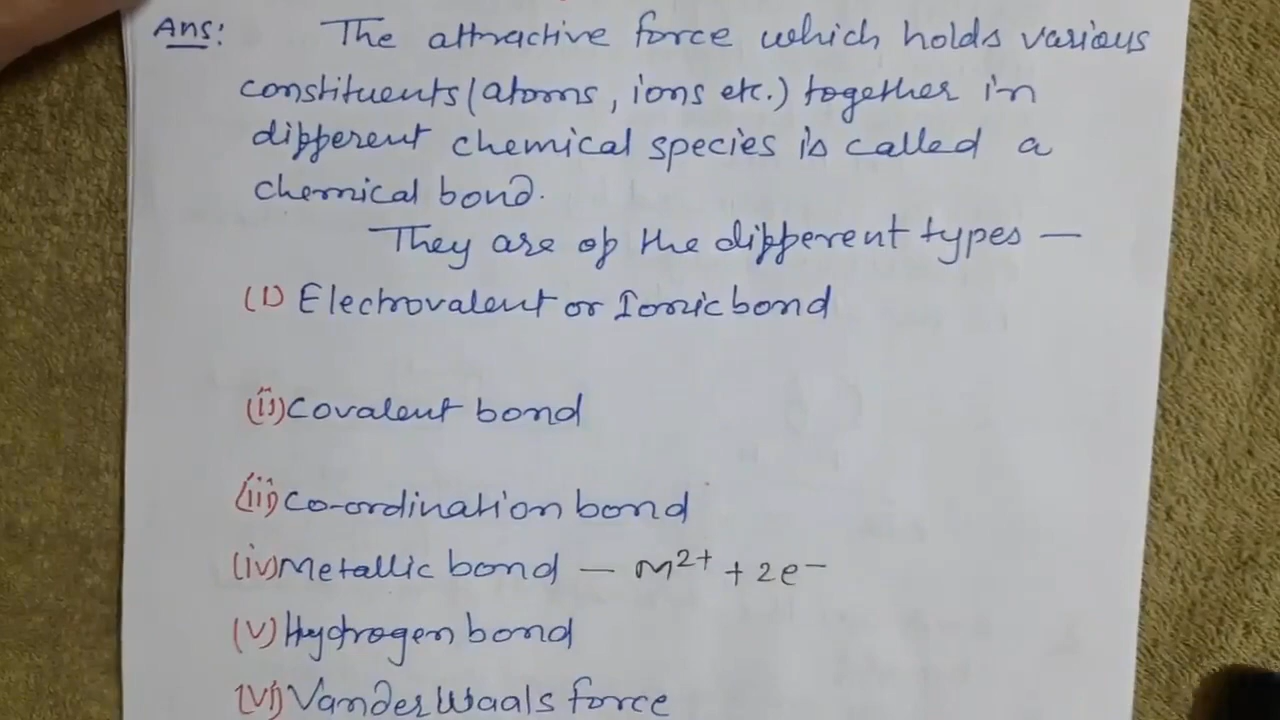 Ans: The attractive force which holds various
constituents (atoms, ions etc.) together in
different chemical species is called a
chemical bond.
They are of the different types —
(i) Electrovalent or Ionic bond
(ii) Covalent bond
(iii) Co-ordination bond
(iv) Metallic bond — M²⁺ + 2e⁻
(v) Hydrogen bond
(vi) Vander Waals force